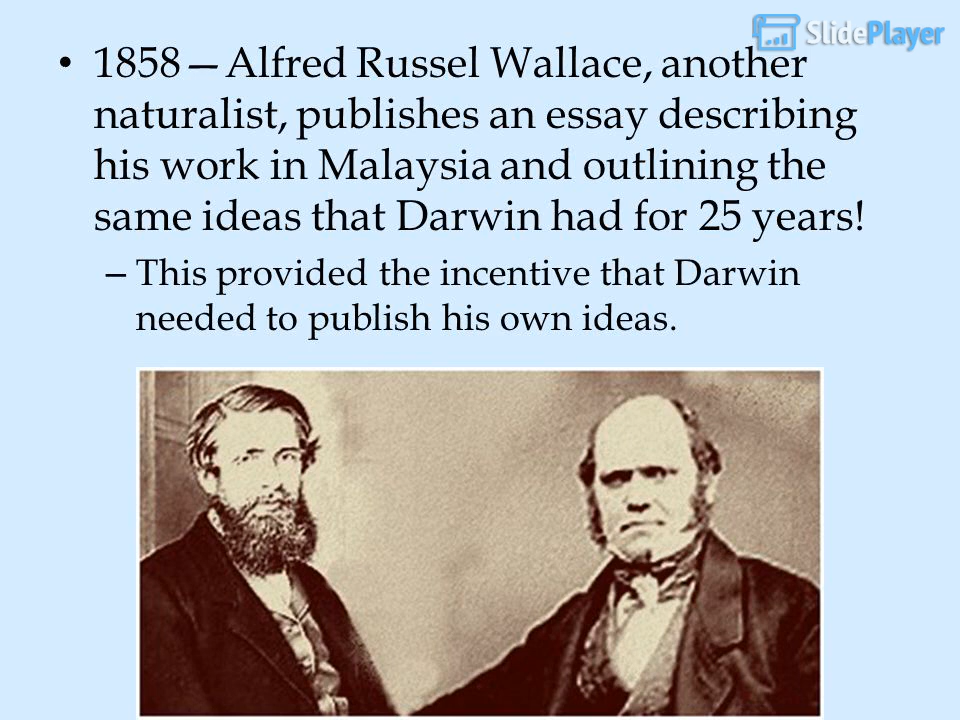 SlidePlayer
• 1858—Alfred Russel Wallace, another
naturalist, publishes an essay describing
his work in Malaysia and outlining the
same ideas that Darwin had for 25 years!
– This provided the incentive that Darwin
needed to publish his own ideas.